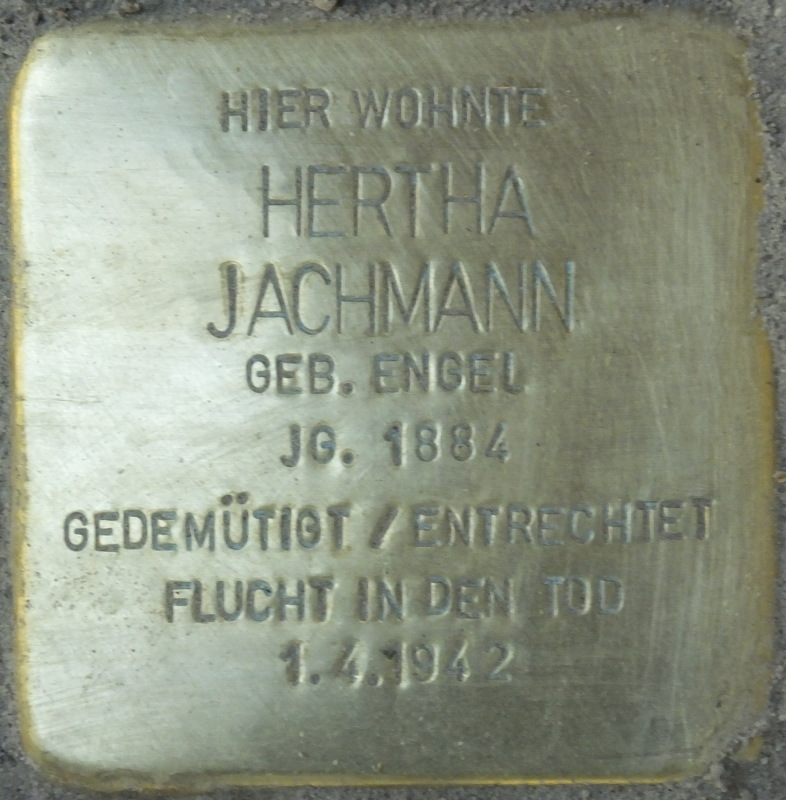 HIER WOHNTE
HERTHA
JACHMANN
GEB. ENGEL
JG. 1884
GEDEMÜTIGT / ENTRECHTET
FLUCHT IN DEN TOD
1.4.1942